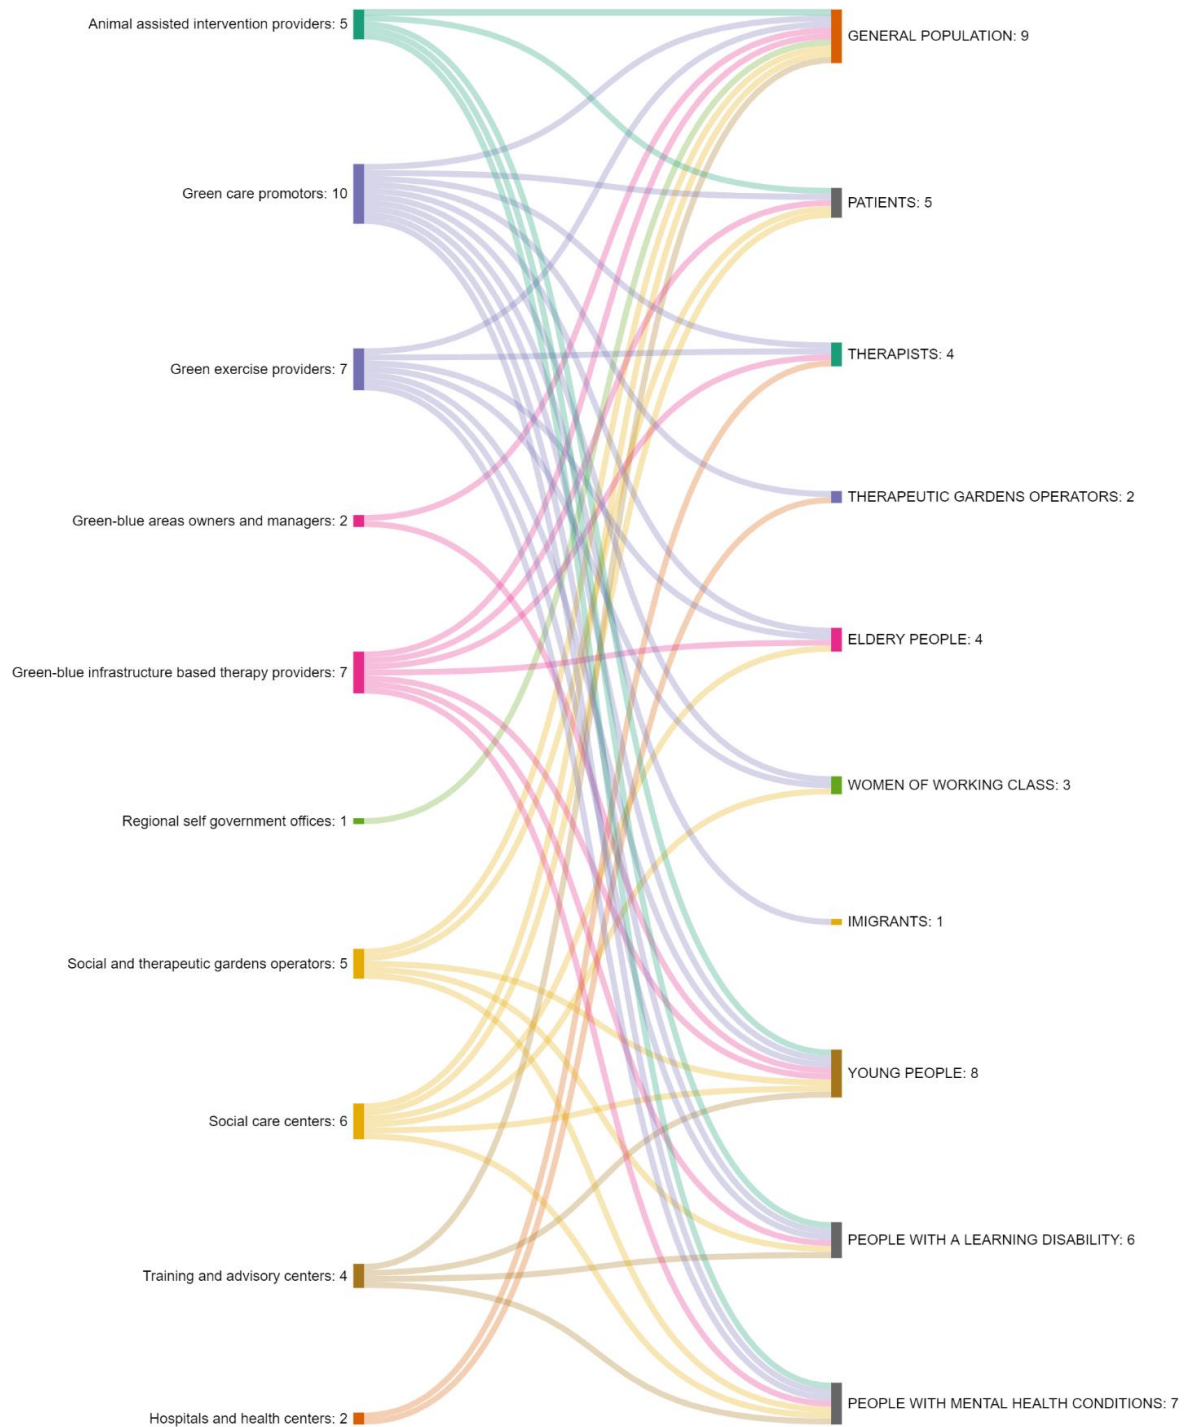 Animal assisted intervention providers: 5
Green care promotors: 10
Green exercise providers: 7
Green-blue areas owners and managers: 2
Green-blue infrastructure based therapy providers: 7
Regional self government offices: 1
Social and therapeutic gardens operators: 5
Social care centers: 6
Training and advisory centers: 4
Hospitals and health centers: 2
GENERAL POPULATION: 9
PATIENTS: 5
THERAPISTS: 4
THERAPEUTIC GARDENS OPERATORS: 2
ELDERY PEOPLE: 4
WOMEN OF WORKING CLASS: 3
IMIGRANTS: 1
YOUNG PEOPLE: 8
PEOPLE WITH A LEARNING DISABILITY: 6
PEOPLE WITH MENTAL HEALTH CONDITIONS: 7